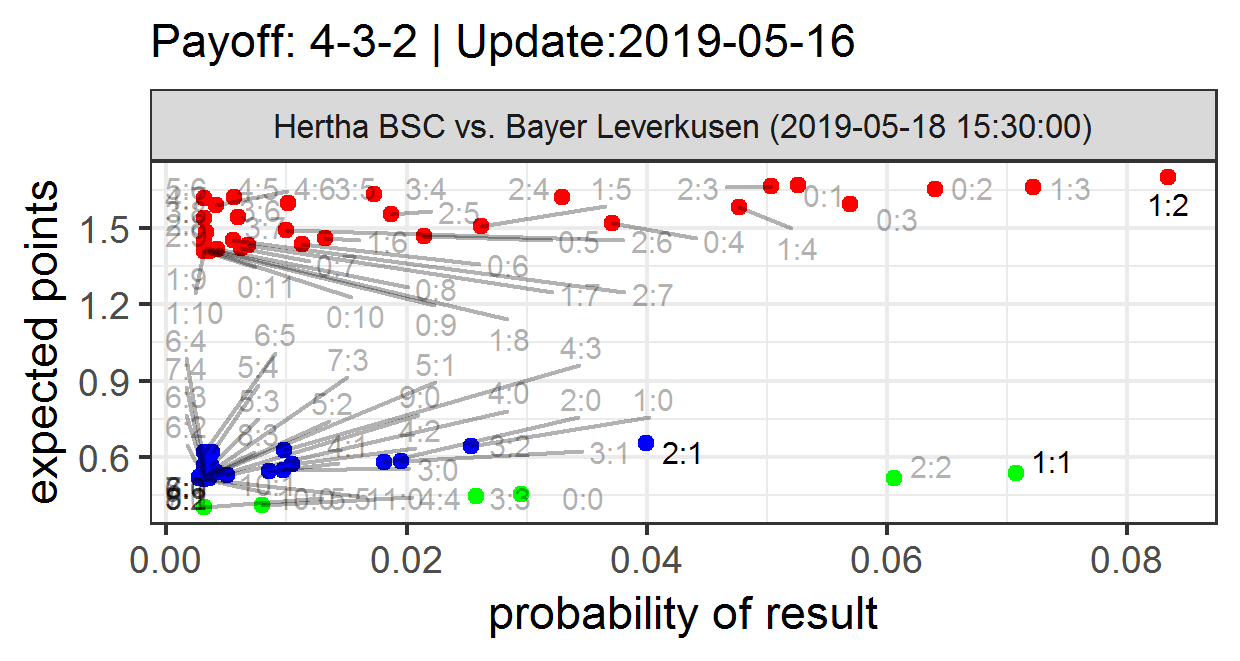 Payoff: 4-3-2 | Update:2019-05-16
Hertha BSC vs. Bayer Leverkusen (2019-05-18 15:30:00)
expected points
1.5
1.2
0.9
0.6
5:6 4:5 4:6 3:5 3:4 2:4 1:5 2:3 0:1 0:2 1:3
1:2
3:6 2:5 0:3
3:7 1:6 0:5 2:6 0:4 1:4
0:7 0:6
1:9 0:11 0:8 1:7 2:7
1:10 0:10 0:9 1:8
6:4 6:5 7:3 5:1 4:3
7:4 5:4
6:3 5:3 5:2 9:0 4:0 2:0 1:0
6:2 8:3 4:1 4:2 3:2 3:1 2:1
3:0 2:2 1:1
5:5 4:4 3:3 0:0
0.00 0.02 0.04 0.06 0.08
probability of result